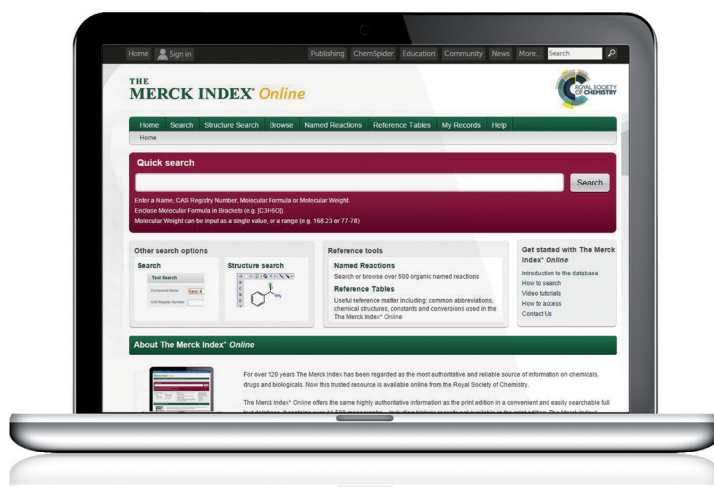 Home Sign in Publishing ChemSpider Education Community News More... Search
THE
MERCK INDEX® Online
ROYAL SOCIETY
OF CHEMISTRY
Home Search Structure Search Browse Named Reactions Reference Tables My Records Help
Home
Quick search
Search
Enter a Name, CAS Registry Number, Molecular Formula or Molecular Weight.
Enclose Molecular Formula in Brackets (e.g. [C3H6O]).
Molecular Weight can be input as a single value, or a range (e.g. 168.23 or 77-78)
Other search options
Search
Text Search
Compound Name
CAS Registry Number
Structure search
Reference tools
Named Reactions
Search or browse over 500 organic named reactions
Reference Tables
Useful reference matter including: common abbreviations,
chemical structures, constants and conversions used in the
The Merck Index® Online
Get started with The Merck
Index® Online
Introduction to the database
How to search
Video tutorials
How to access
Contact Us
About The Merck Index® Online
For over 120 years The Merck Index has been regarded as the most authoritative and reliable source of information on chemicals,
drugs and biologicals. Now this trusted resource is available online from the Royal Society of Chemistry.
The Merck Index® Online offers the same highly authoritative information as the print edition in a convenient and easily searchable full